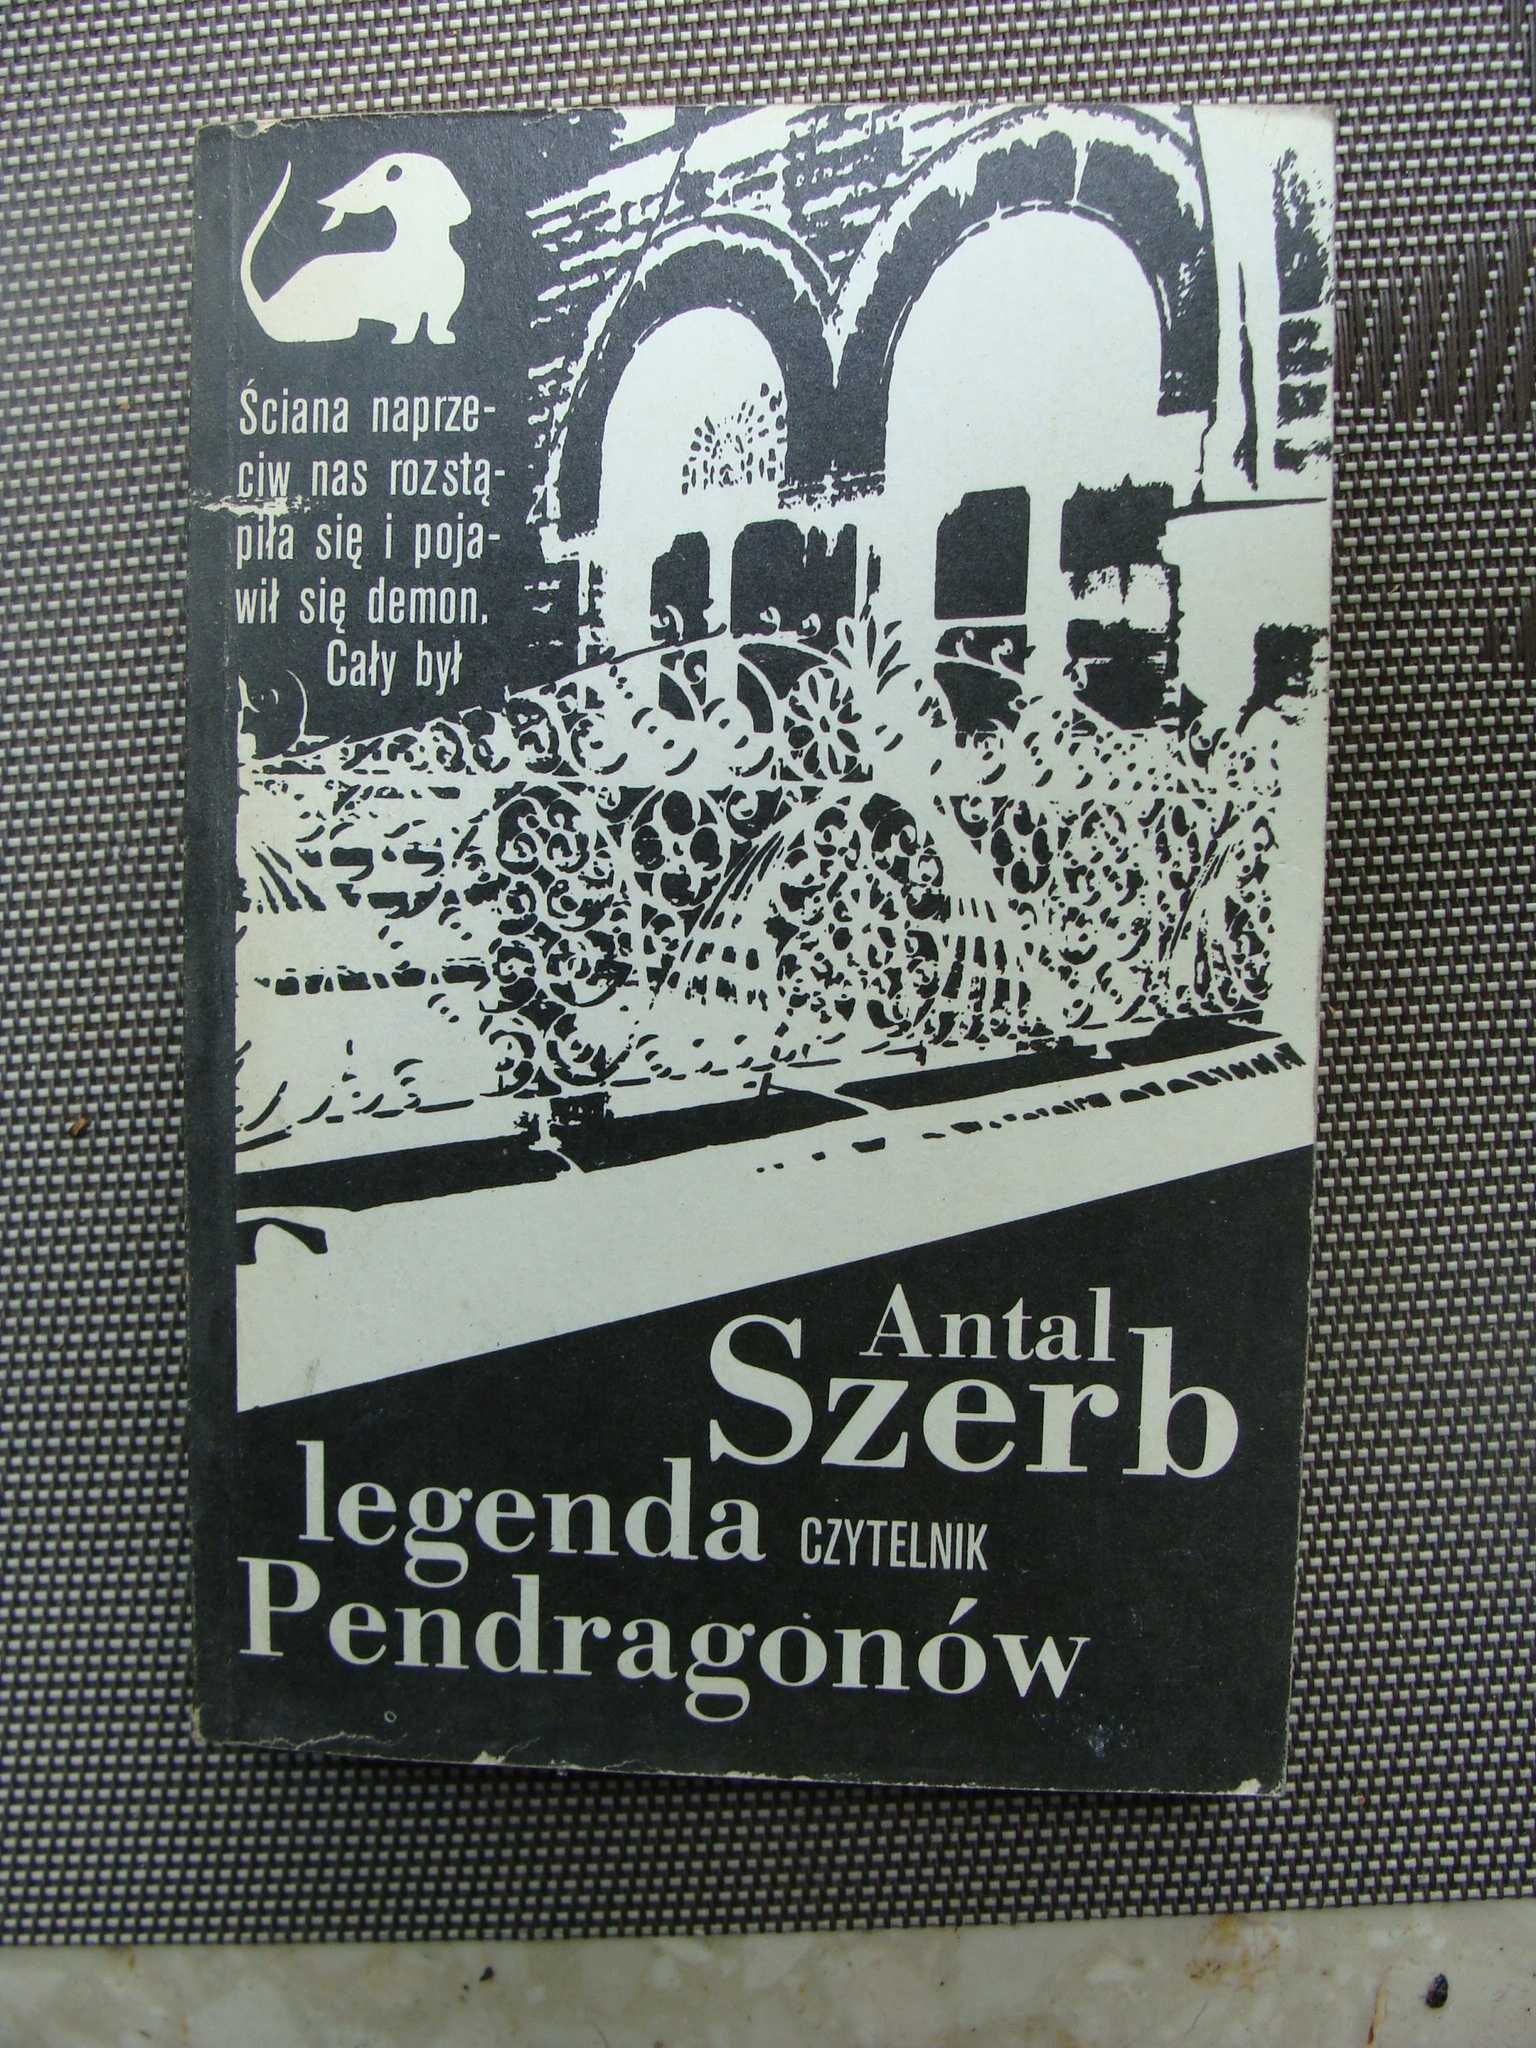 Ściana naprze-
ciw nas rozstą-
piła się i poja-
wił się demon.
Cały był
Antal
Szerb
legenda
CZYTELNIK
Pendragonów